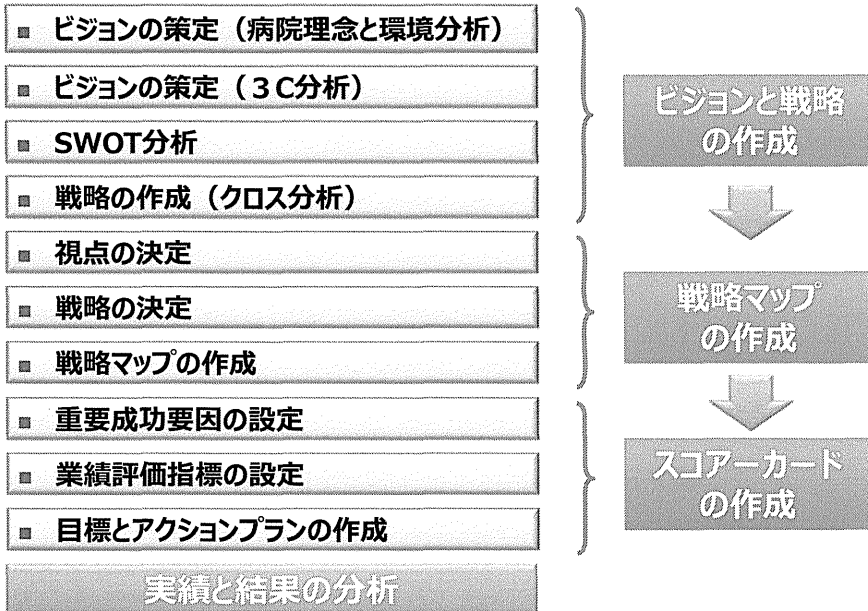 ▪ ビジョンの策定（病院理念と環境分析）
▪ ビジョンの策定（３C分析）
▪ SWOT分析
▪ 戦略の作成（クロス分析）
▪ 視点の決定
▪ 戦略の決定
▪ 戦略マップの作成
▪ 重要成功要因の設定
▪ 業績評価指標の設定
▪ 目標とアクションプランの作成
実績と結果の分析
ビジョンと戦略
の作成
戦略マップ
の作成
スコアーカード
の作成